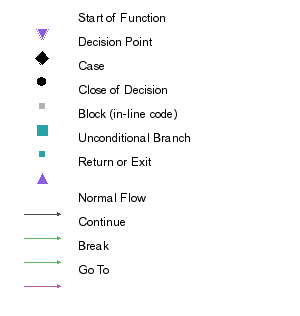 Start of Function
Decision Point
Case
Close of Decision
Block (in-line code)
Unconditional Branch
Return or Exit
Normal Flow
Continue
Break
Go To